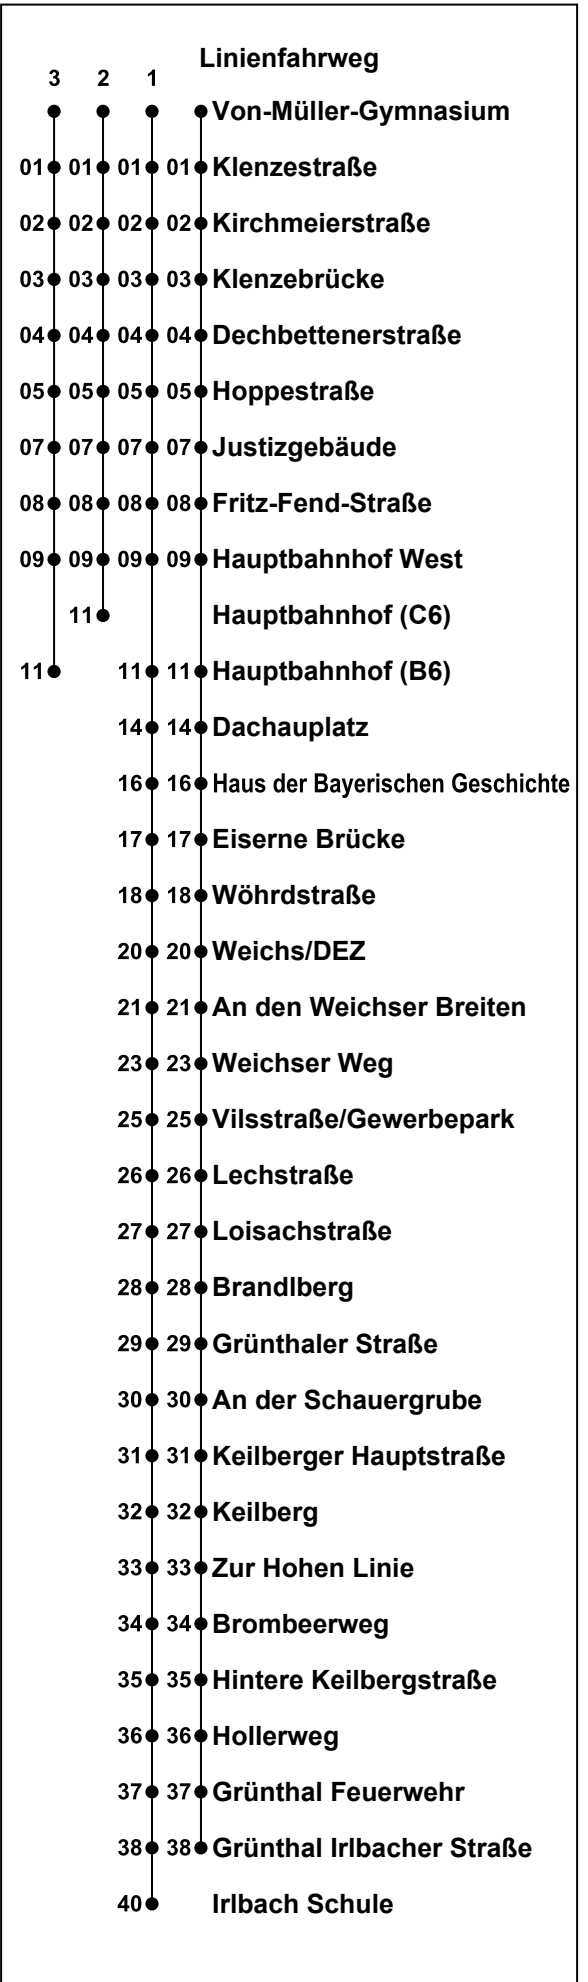 Linienfahrweg
3 2 1
Von-Müller-Gymnasium
01 01 01 01 Klenzestraße
02 02 02 02 Kirchmeierstraße
03 03 03 03 Klenzebrücke
04 04 04 04 Dechbettenerstraße
05 05 05 05 Hoppestraße
07 07 07 07 Justizgebäude
08 08 08 08 Fritz-Fend-Straße
09 09 09 09 Hauptbahnhof West
11 Hauptbahnhof (C6)
11 11 11 Hauptbahnhof (B6)
14 14 Dachauplatz
16 16 Haus der Bayerischen Geschichte
17 17 Eiserne Brücke
18 18 Wöhrdstraße
20 20 Weichs/DEZ
21 21 An den Weichser Breiten
23 23 Weichser Weg
25 25 Vilsstraße/Gewerbepark
26 26 Lechstraße
27 27 Loisachstraße
28 28 Brandlberg
29 29 Grünthaler Straße
30 30 An der Schauergrube
31 31 Keilberger Hauptstraße
32 32 Keilberg
33 33 Zur Hohen Linie
34 34 Brombeerweg
35 35 Hintere Keilbergstraße
36 36 Hollerweg
37 37 Grünthal Feuerwehr
38 38 Grünthal Irlbacher Straße
40 Irlbach Schule